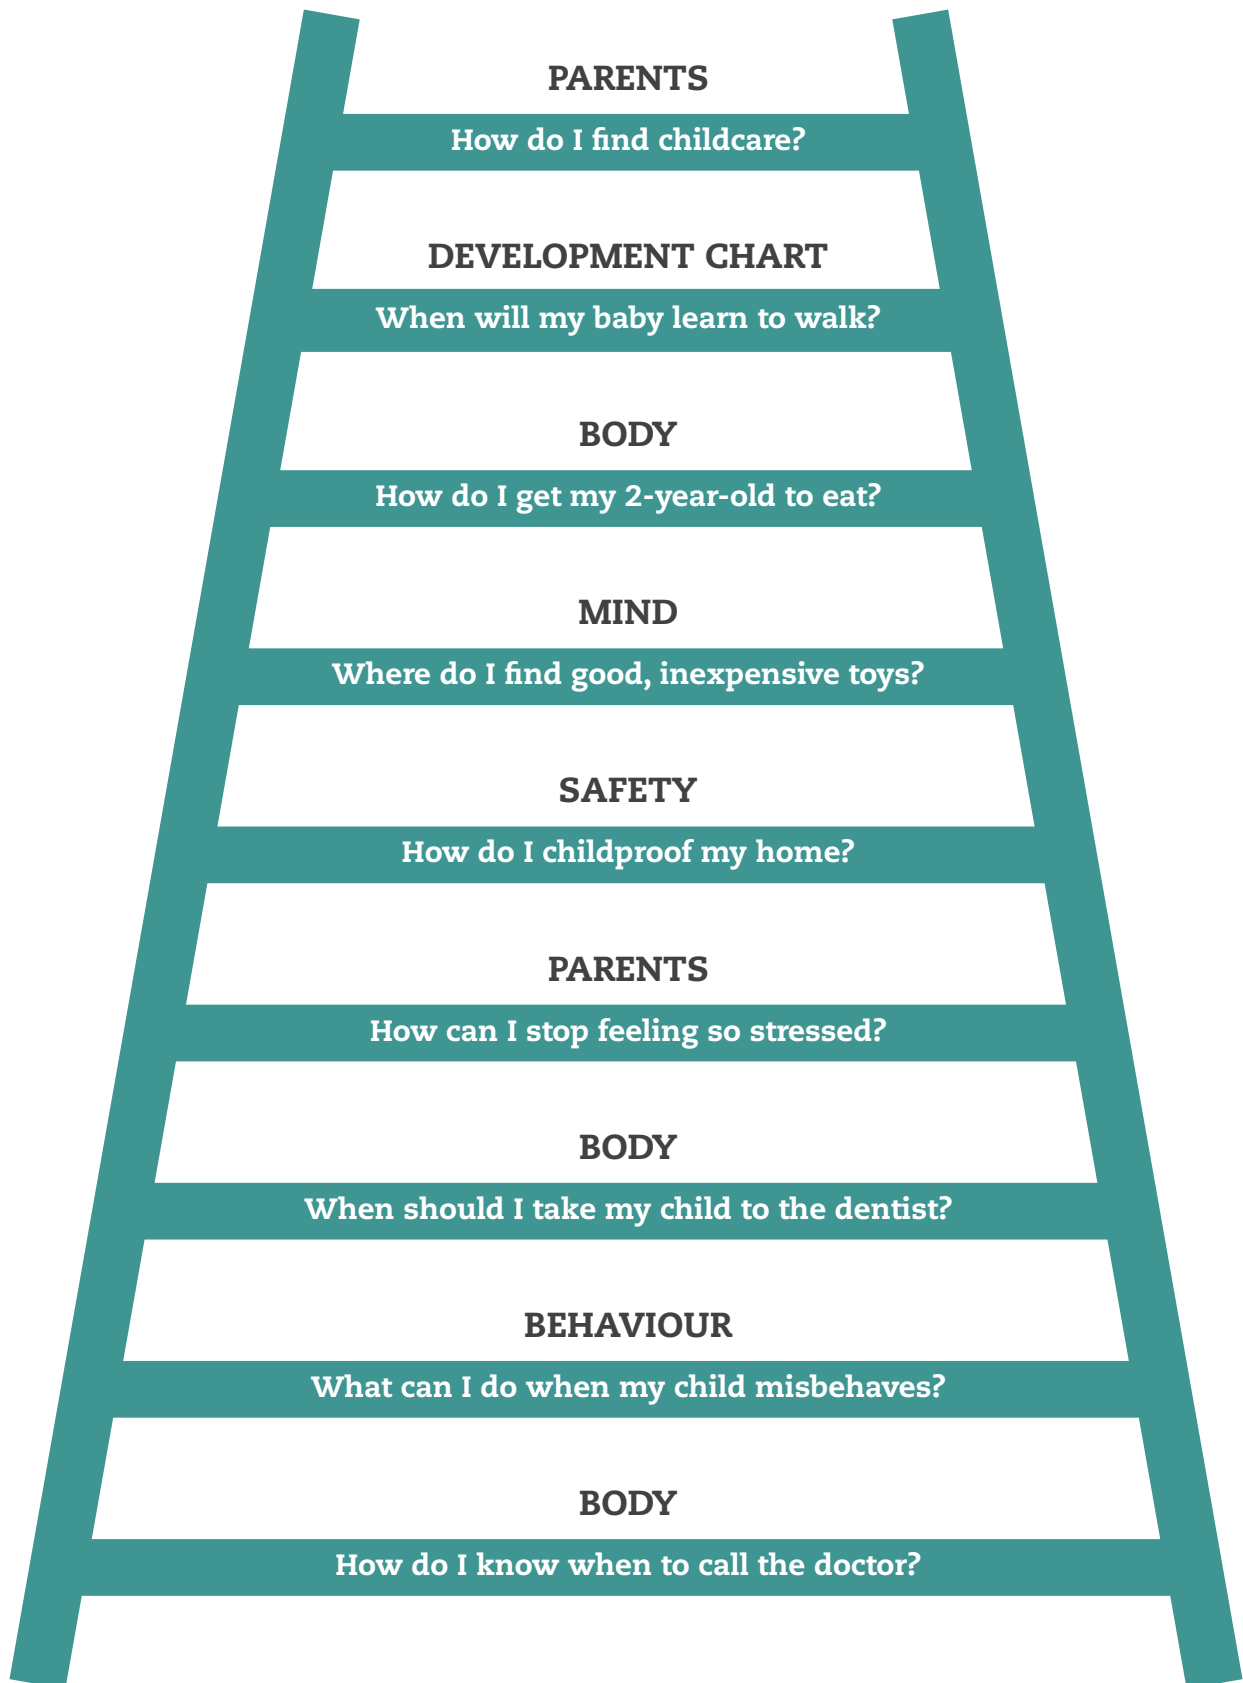 PARENTS
How do I find childcare?
DEVELOPMENT CHART
When will my baby learn to walk?
BODY
How do I get my 2-year-old to eat?
MIND
Where do I find good, inexpensive toys?
SAFETY
How do I childproof my home?
PARENTS
How can I stop feeling so stressed?
BODY
When should I take my child to the dentist?
BEHAVIOUR
What can I do when my child misbehaves?
BODY
How do I know when to call the doctor?